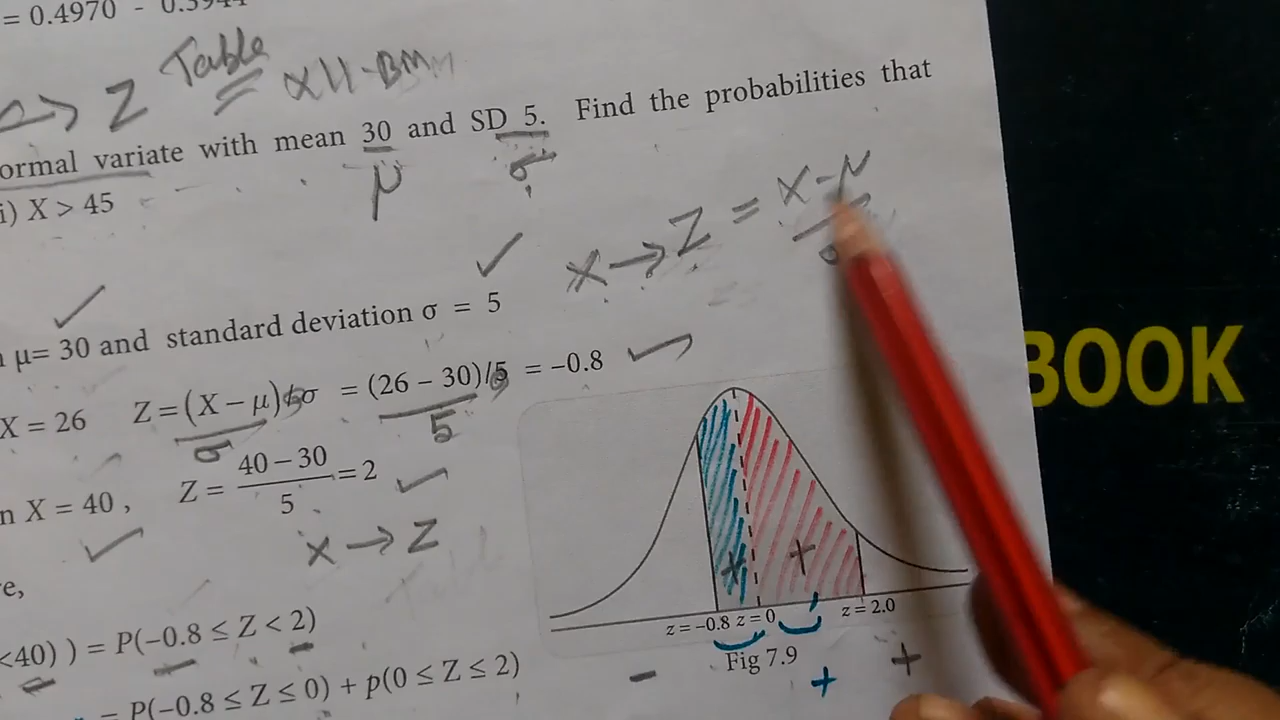 = 0.4970 -
Z Table XII-BM
ormal variate with mean 30 and SD 5. Find the probabilities that
μ σ
i) X > 45
X → Z = X-μ
μ= 30 and standard deviation σ = 5
X = 26 Z = (X − μ) σ = (26 − 30)/5 = −0.8
σ 5
n X = 40 , Z = 40 − 30 / 5 = 2
X → Z
e,
<40) ) = P(−0.8 ≤ Z < 2)
= P(−0.8 ≤ Z ≤ 0) + p(0 ≤ Z ≤ 2)
+ +
z = −0.8 z = 0 z = 2.0
Fig 7.9
- + +
BOOK